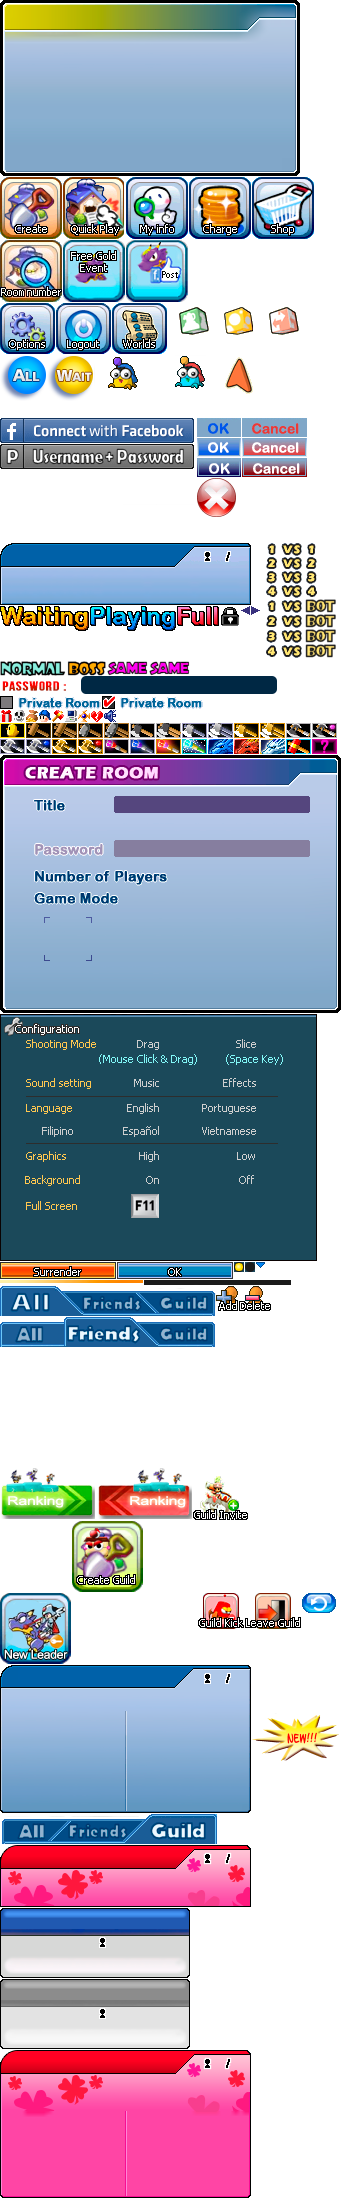 Create Quick Play My info Charge Shop
Room number Free Gold Event Post
Options Logout Worlds
ALL WAIT
f Connect with Facebook OK Cancel
OK Cancel
P Username + Password OK Cancel
/
1 VS 1
2 VS 2
3 VS 3
4 VS 4
1 VS BOT
2 VS BOT
3 VS BOT
4 VS BOT
Waiting Playing Full
NORMAL BOSS SAME SAME
PASSWORD :
Private Room Private Room
?
CREATE ROOM
Title
Password
Number of Players
Game Mode
Configuration
Shooting Mode Drag Slice
(Mouse Click & Drag) (Space Key)
Sound setting Music Effects
Language English Portuguese
Filipino Español Vietnamese
Graphics High Low
Background On Off
Full Screen F11
Surrender OK
All Friends Guild Add Delete
All Friends Guild
Ranking Ranking
Guild Invite
Create Guild
New Leader Guild Kick Leave Guild
/
NEW!!!
All Friends Guild
/
/